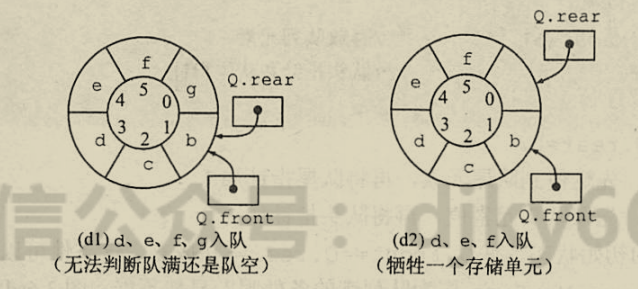 Q.rear
Q.rear
f
e
g
4
5
0
3
2
1
d
b
c
f
e
4
5
0
3
2
1
d
b
c
Q.front
Q.front
信公众号：diky60
(d1) d、e、f、g入队
(无法判断队满还是队空)
(d2) d、e、f入队
(牺牲一个存储单元)